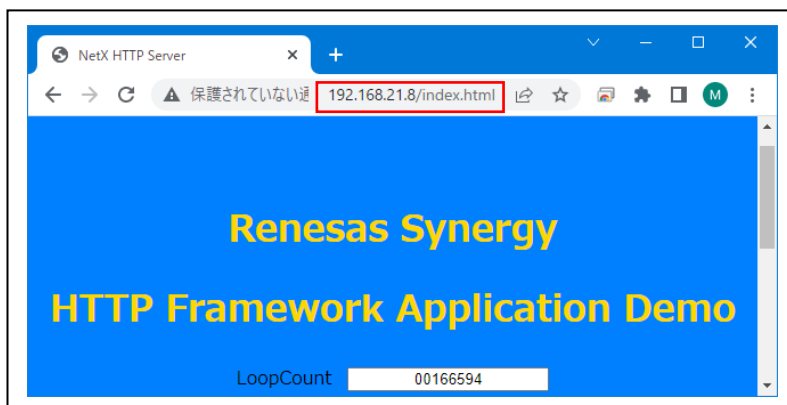 NetX HTTP Server
保護されていない通 192.168.21.8/index.html
M
Renesas Synergy
HTTP Framework Application Demo
LoopCount 00166594